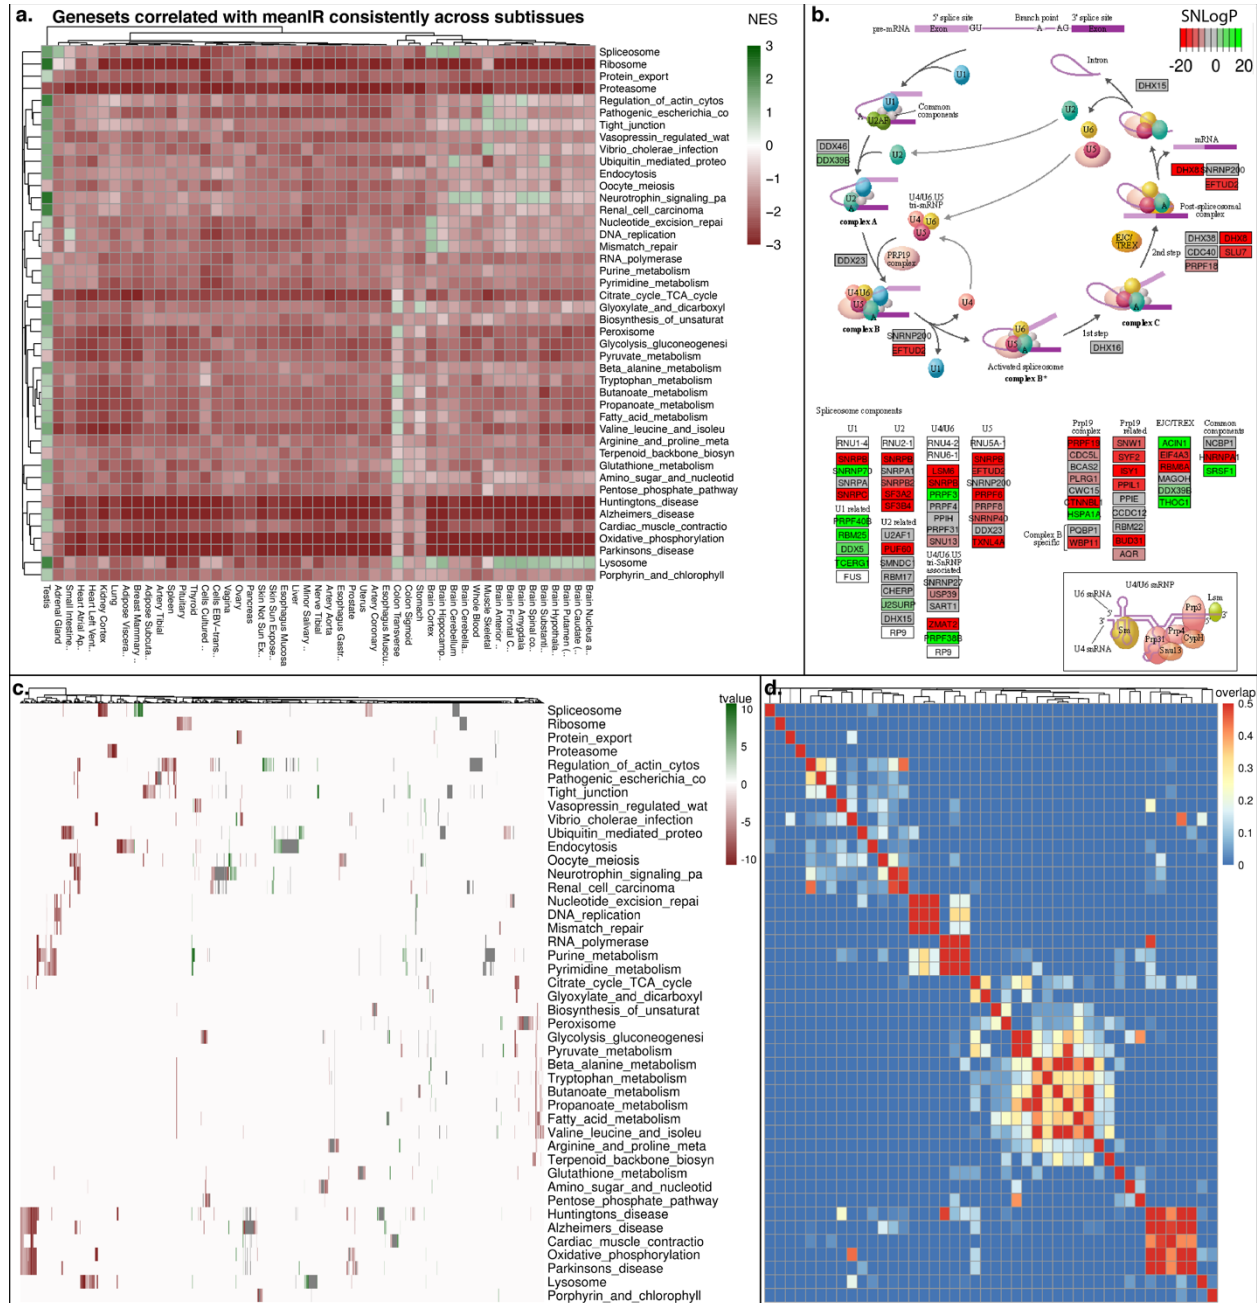 a.
Genesets correlated with meanIR consistently across subtissues
NES
3
2
1
0
−1
−2
−3
Spliceosome
Ribosome
Protein_export
Proteasome
Regulation_of_actin_cytos
Pathogenic_escherichia_co
Tight_junction
Vasopressin_regulated_wat
Vibrio_cholerae_infection
Ubiquitin_mediated_proteo
Endocytosis
Oocyte_meiosis
Neurotrophin_signaling_pa
Renal_cell_carcinoma
Nucleotide_excision_repai
DNA_replication
Mismatch_repair
RNA_polymerase
Purine_metabolism
Pyrimidine_metabolism
Citrate_cycle_TCA_cycle
Glyoxylate_and_dicarboxyl
Biosynthesis_of_unsaturat
Peroxisome
Glycolysis_gluconeogenesi
Pyruvate_metabolism
Beta_alanine_metabolism
Tryptophan_metabolism
Butanoate_metabolism
Propanoate_metabolism
Fatty_acid_metabolism
Valine_leucine_and_isoleu
Arginine_and_proline_meta
Terpenoid_backbone_biosyn
Glutathione_metabolism
Amino_sugar_and_nucleotid
Pentose_phosphate_pathway
Huntingtons_disease
Alzheimers_disease
Cardiac_muscle_contractio
Oxidative_phosphorylation
Parkinsons_disease
Lysosome
Porphyrin_and_chlorophyll
Testis
Adrenal Gland
Small Intestine..
Heart Atrial Ap..
Heart Left Vent..
Kidney Cortex
Lung
Adipose Viscera..
Breast Mammary ..
Adipose Subcuta..
Artery Tibial
Spleen
Pituitary
Thyroid
Cells Cultured ..
Cells EBV−trans..
Vagina
Ovary
Pancreas
Skin Not Sun Ex..
Skin Sun Expose..
Esophagus Mucosa
Liver
Minor Salivary ..
Nerve Tibial
Artery Aorta
Esophagus Gastr..
Prostate
Uterus
Artery Coronary
Esophagus Muscu..
Colon Transverse
Colon Sigmoid
Stomach
Brain Cortex
Brain Hippocamp..
Brain Cerebellum
Brain Cerebella..
Whole Blood
Muscle Skeletal
Brain Anterior ..
Brain Frontal C..
Brain Amygdala
Brain Spinal co..
Brain Substanti..
Brain Hypothala..
Brain Putamen (..
Brain Caudate (..
Brain Nucleus a..
b.
SNLogP
-20 0 20
5' splice site
Branch point
3' splice site
pre-mRNA
Exon
GU
A
AG
Exon
U1
U1
U2AF
A
Common
components
Intron
DHX15
U2
U6
U5
mRNA
DDX46
DDX39B
U2
U2
A
complex A
U4/U6.U5
tri-snRNP
U4
U6
U5
DHX8
SNRNP200
EFTUD2
A
Post-spliceosomal
complex
EJC/
TREX
2nd step
DHX38
CDC40
PRPF18
DHX8
SLU7
DDX23
PRP19
complex
U4U6
U5
A
complex B
U4
SNRNP200
EFTUD2
U1
U6
U5
A
Activated spliceosome
complex B*
1st step
DHX16
complex C
Spliceosome components
U1
RNU1-4
SNRPB
SNRNP70
SNRPA
SNRPC
U1 related
PRPF40B
RBM25
DDX5
TCERG1
FUS
U2
RNU2-1
SNRPB
SNRPA1
SNRPB2
SF3A2
SF3B4
U2 related
U2AF1
PUF60
SMNDC
RBM17
CHERP
U2SURP
DHX15
RP9
U4/U6
RNU4-2
RNU6-1
LSM6
SNRPB
PRPF3
PRPF4
PPIH
PRPF31
SNU13
U4/U6.U5
tri-SnRNP
associated
SNRNP27
USP39
SART1
ZMAT2
PRPF38B
RP9
U5
RNU5A-1
SNRPB
EFTUD2
SNRNP200
PRPF6
PRPF8
SNRNP40
DDX23
TXNL4A
Prp19
complex
PRPF19
CDC5L
BCAS2
PLRG1
CWC15
CTNNBL1
HSPA1A
Complex B
specific
PQBP1
WBP11
Prp19
related
SNW1
SYF2
ISY1
PPIL1
PPIE
CCDC12
RBM22
BUD31
AQR
EJC/TREX
ACIN1
EIF4A3
RBM8A
MAGOH
DDX39B
THOC1
Common
components
NCBP1
HNRNPA1
SRSF1
U4/U6 snRNP
U6 snRNA
5'
3'
U4 snRNA
Sm
Prp3
Lsm
Prp4
Prp31
CypH
Snu13
c.
tvalue
10
5
0
−5
−10
Spliceosome
Ribosome
Protein_export
Proteasome
Regulation_of_actin_cytos
Pathogenic_escherichia_co
Tight_junction
Vasopressin_regulated_wat
Vibrio_cholerae_infection
Ubiquitin_mediated_proteo
Endocytosis
Oocyte_meiosis
Neurotrophin_signaling_pa
Renal_cell_carcinoma
Nucleotide_excision_repai
DNA_replication
Mismatch_repair
RNA_polymerase
Purine_metabolism
Pyrimidine_metabolism
Citrate_cycle_TCA_cycle
Glyoxylate_and_dicarboxyl
Biosynthesis_of_unsaturat
Peroxisome
Glycolysis_gluconeogenesi
Pyruvate_metabolism
Beta_alanine_metabolism
Tryptophan_metabolism
Butanoate_metabolism
Propanoate_metabolism
Fatty_acid_metabolism
Valine_leucine_and_isoleu
Arginine_and_proline_meta
Terpenoid_backbone_biosyn
Glutathione_metabolism
Amino_sugar_and_nucleotid
Pentose_phosphate_pathway
Huntingtons_disease
Alzheimers_disease
Cardiac_muscle_contractio
Oxidative_phosphorylation
Parkinsons_disease
Lysosome
Porphyrin_and_chlorophyll
d.
overlap
0.5
0.4
0.3
0.2
0.1
0